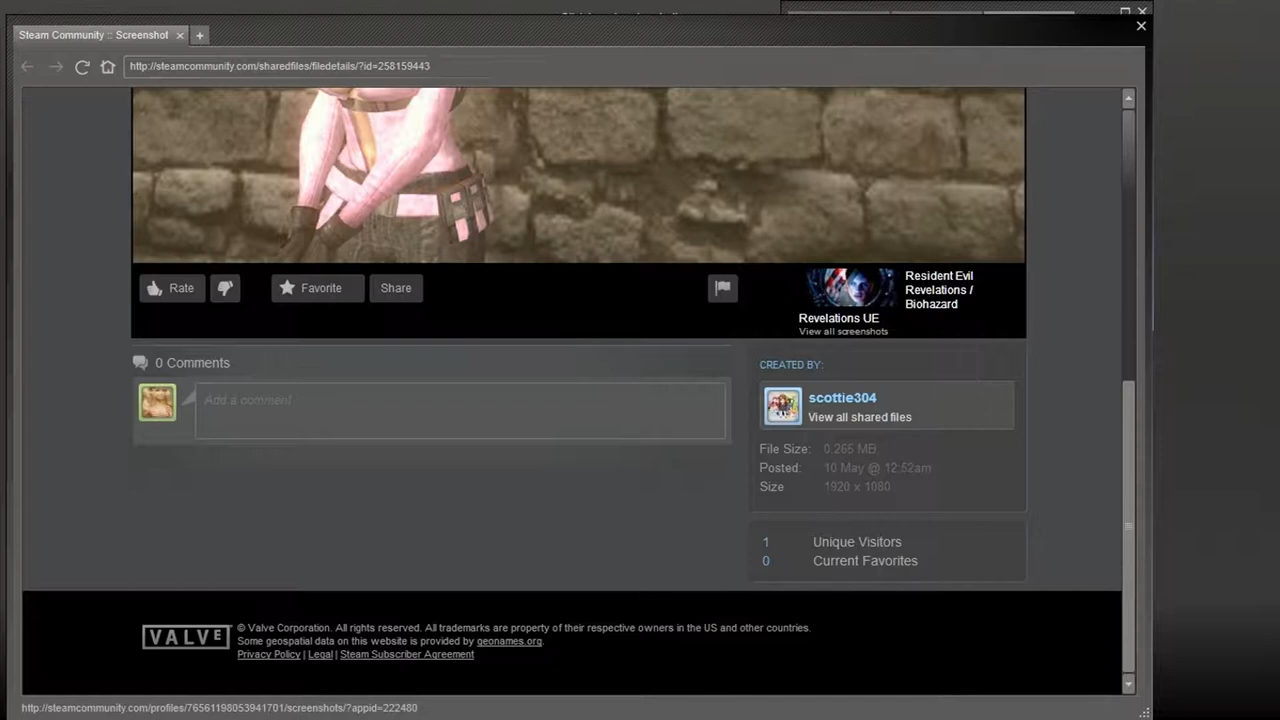 Steam Community :: Screenshot
http://steamcommunity.com/sharedfiles/filedetails/?id=258159443
Rate
Favorite
Share
Resident Evil
Revelations /
Biohazard
Revelations UE
View all screenshots
0 Comments
Add a comment
CREATED BY:
scottie304
View all shared files
File Size: 0.265 MB
Posted: 10 May @ 12:52am
Size 1920 x 1080
1 Unique Visitors
0 Current Favorites
VALVE
© Valve Corporation. All rights reserved. All trademarks are property of their respective owners in the US and other countries.
Some geospatial data on this website is provided by geonames.org.
Privacy Policy | Legal | Steam Subscriber Agreement
http://steamcommunity.com/profiles/76561198053941701/screenshots/?appid=222480